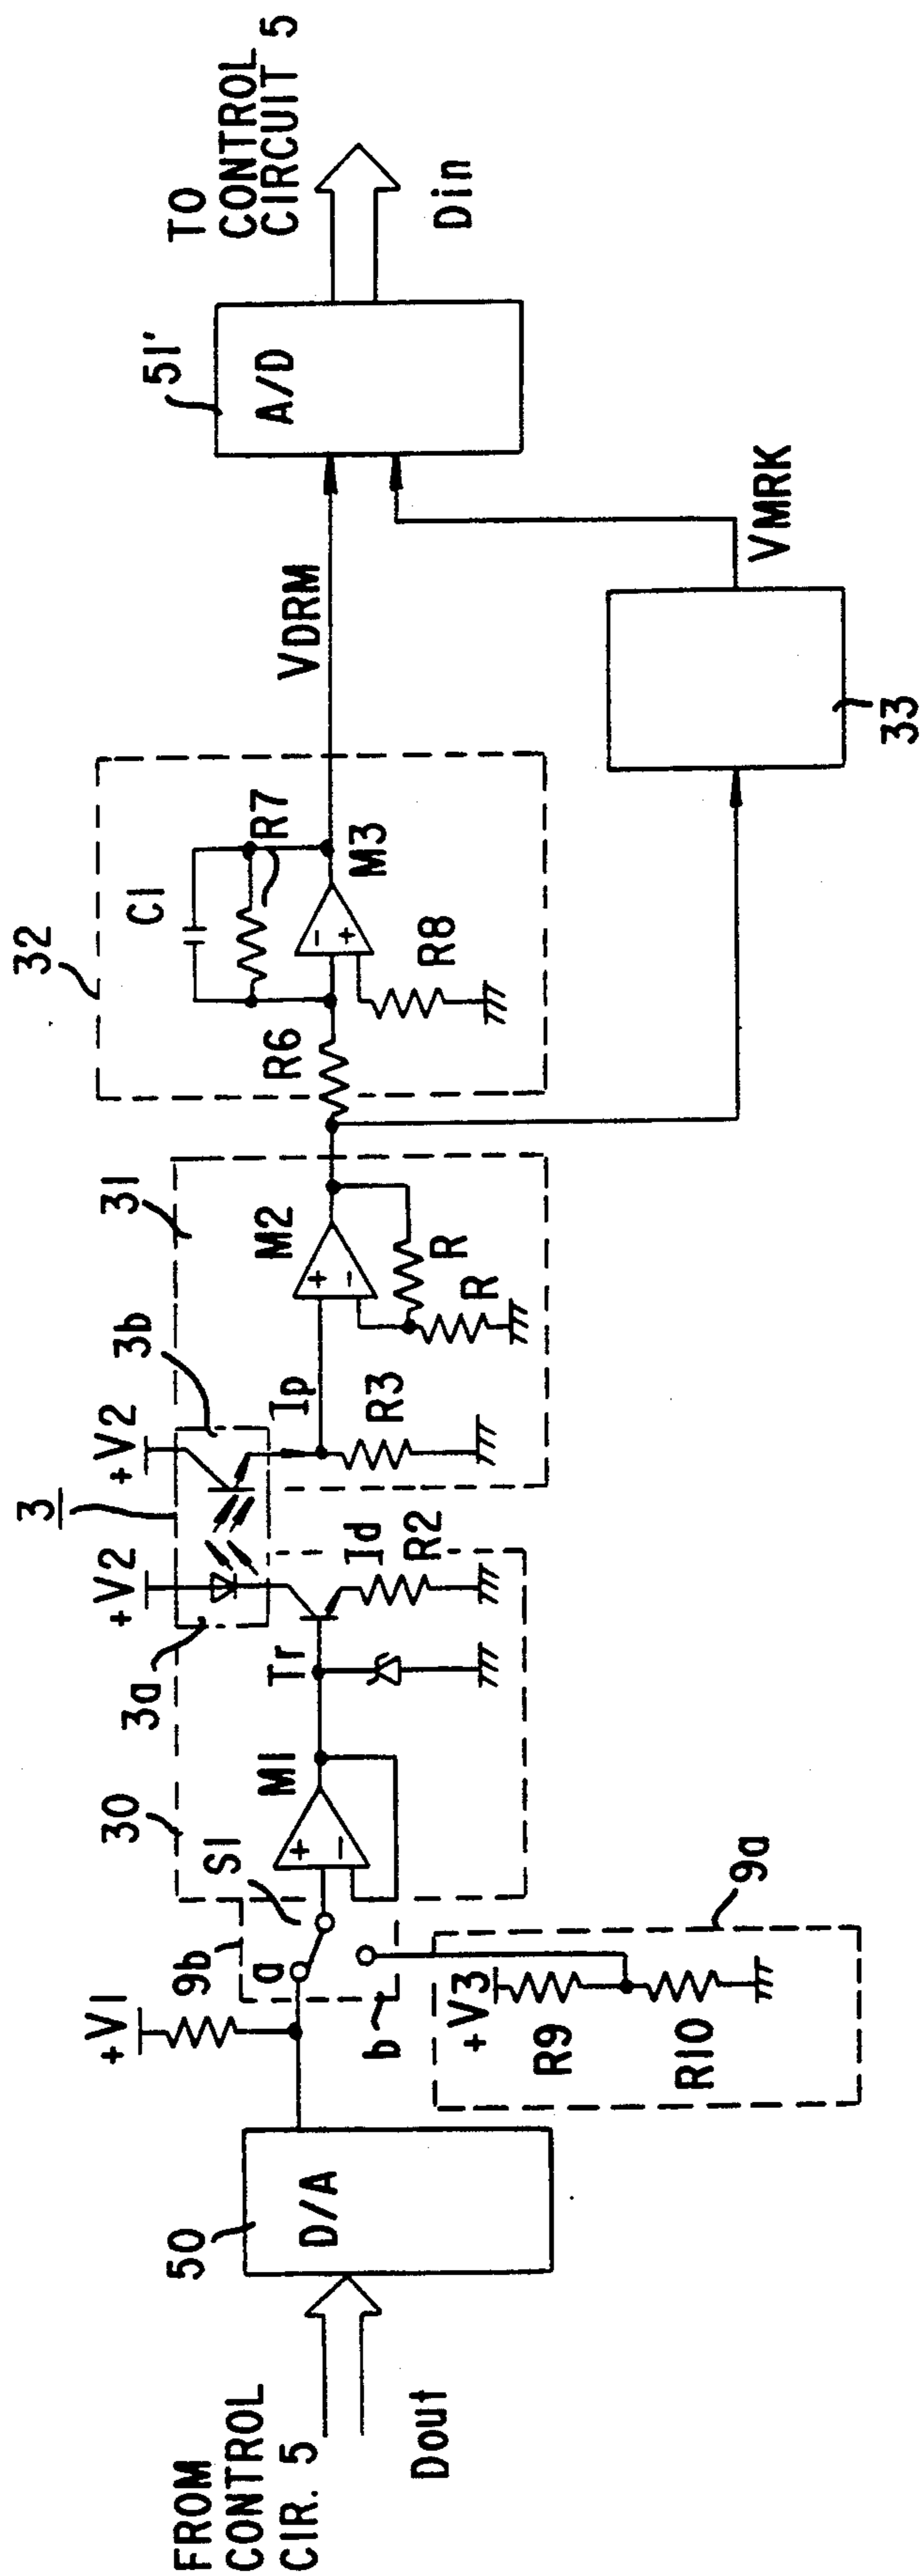 FROM
CONTROL
CIR. 5
Dout
50
D/A
+V1
9b
a
b
S1
+V3
R9
R10
9a
30
M1
Tr
3a
+V2
3
+V2
3b
Id
R2
Ip
R3
31
M2
R
R
32
R6
C1
R7
M3
R8
VDRM
33
VMRK
51'
A/D
TO
CONTROL
CIRCUIT 5
Din